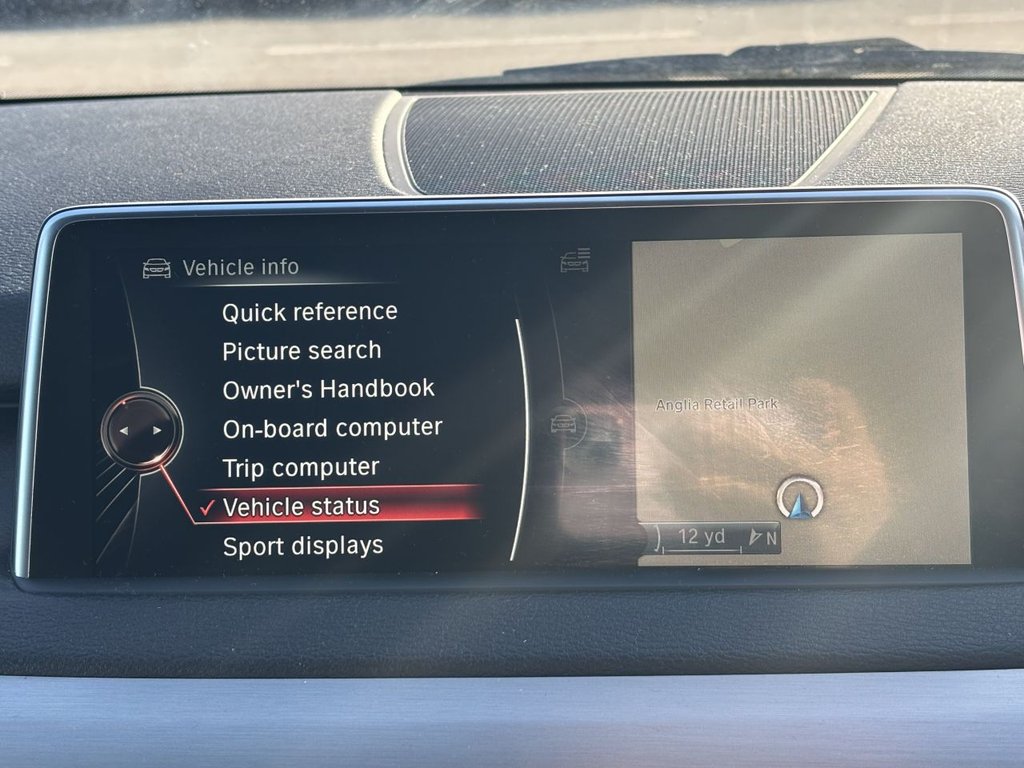 Vehicle info
Quick reference
Picture search
Owner's Handbook
On-board computer
Trip computer
Vehicle status
Sport displays
Anglia Retail Park
12 yd
N